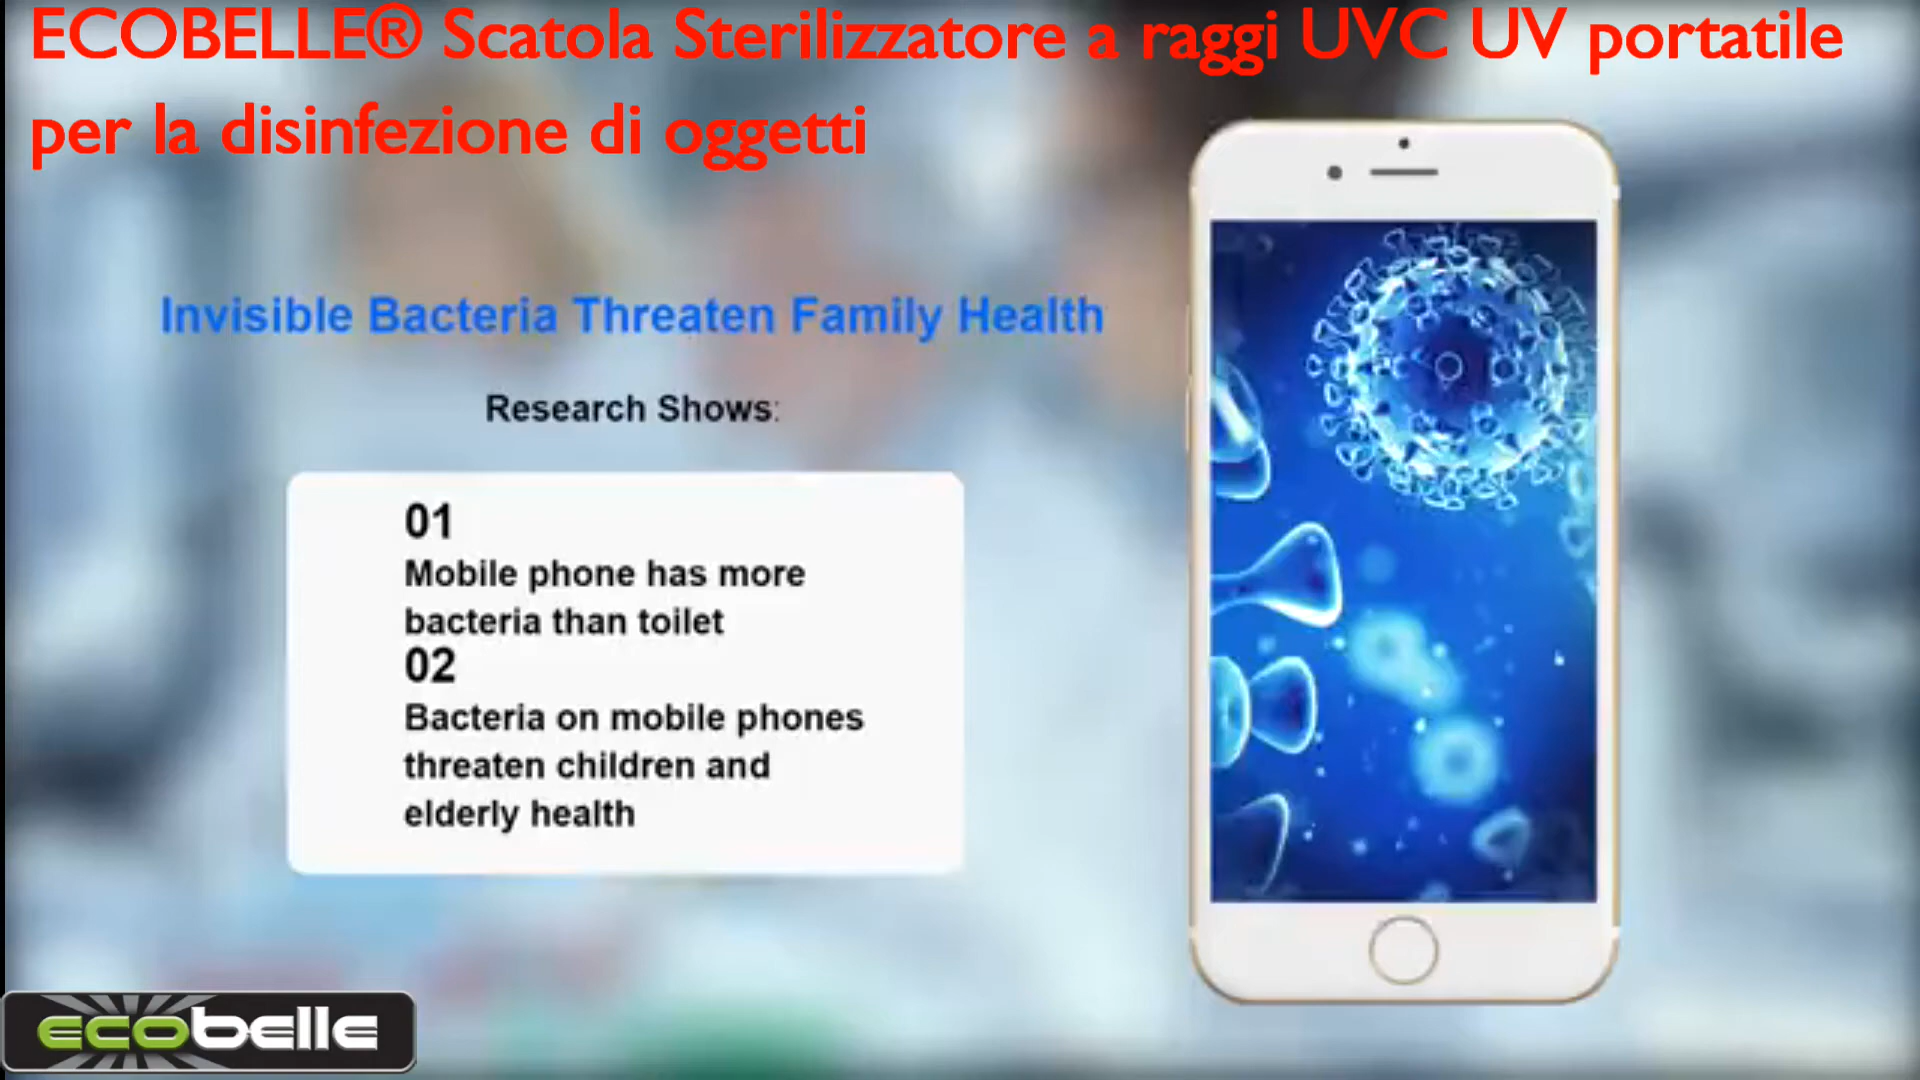 ECOBELLE® Scatola Sterilizzatore a raggi UVC UV portatile
per la disinfezione di oggetti
Invisible Bacteria Threaten Family Health
Research Shows:
01
Mobile phone has more
bacteria than toilet
02
Bacteria on mobile phones
threaten children and
elderly health
ecobelle